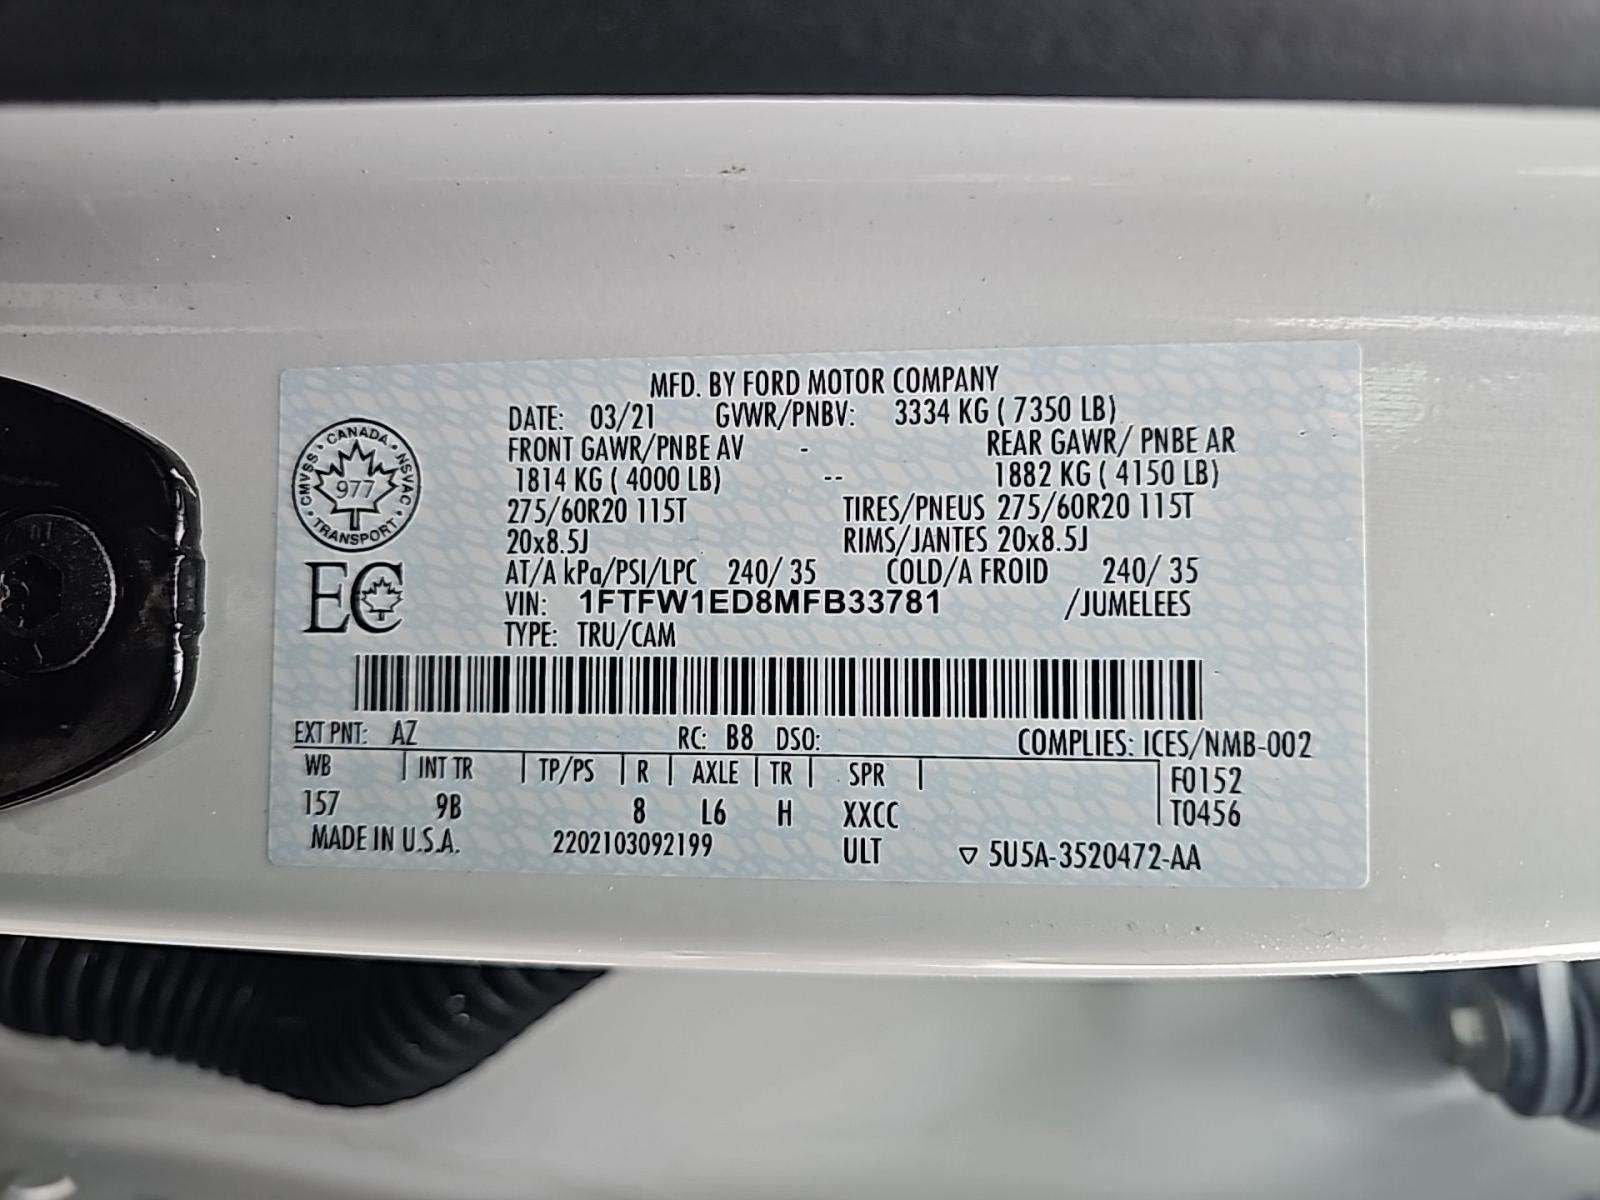 MFD. BY FORD MOTOR COMPANY
DATE: 03/21 GVWR/PNBV: 3334 KG ( 7350 LB)
FRONT GAWR/PNBE AV - REAR GAWR/ PNBE AR
1814 KG ( 4000 LB) -- 1882 KG ( 4150 LB)
275/60R20 115T TIRES/PNEUS 275/60R20 115T
20x8.5J RIMS/JANTES 20x8.5J
AT/A kPa/PSI/LPC 240/ 35 COLD/A FROID 240/ 35
VIN: 1FTFW1ED8MFB33781 /JUMELEES
TYPE: TRU/CAM
CANADA • NSVAC • TRANSPORT • CMVSS •
977
EC
EXT PNT: AZ RC: B8 DSO: COMPLIES: ICES/NMB-002
WB | INT TR | TP/PS | R | AXLE | TR | SPR | F0152
157 9B 8 L6 H XXCC T0456
MADE IN U.S.A. 2202103092199 ULT ▽ 5U5A-3520472-AA